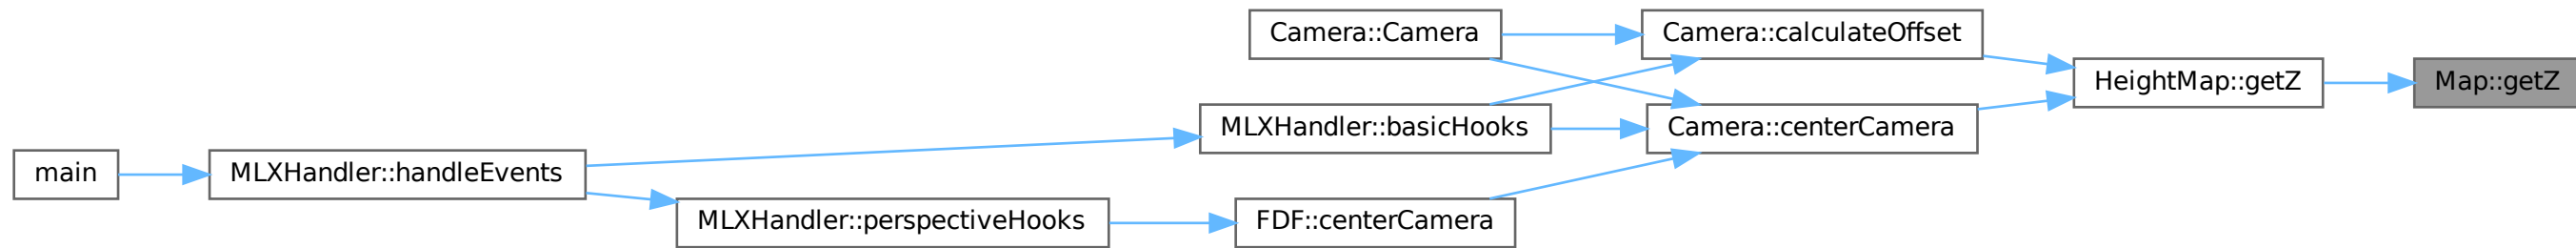 Camera::Camera
Camera::calculateOffset
HeightMap::getZ
Map::getZ
MLXHandler::basicHooks
Camera::centerCamera
main
MLXHandler::handleEvents
MLXHandler::perspectiveHooks
FDF::centerCamera